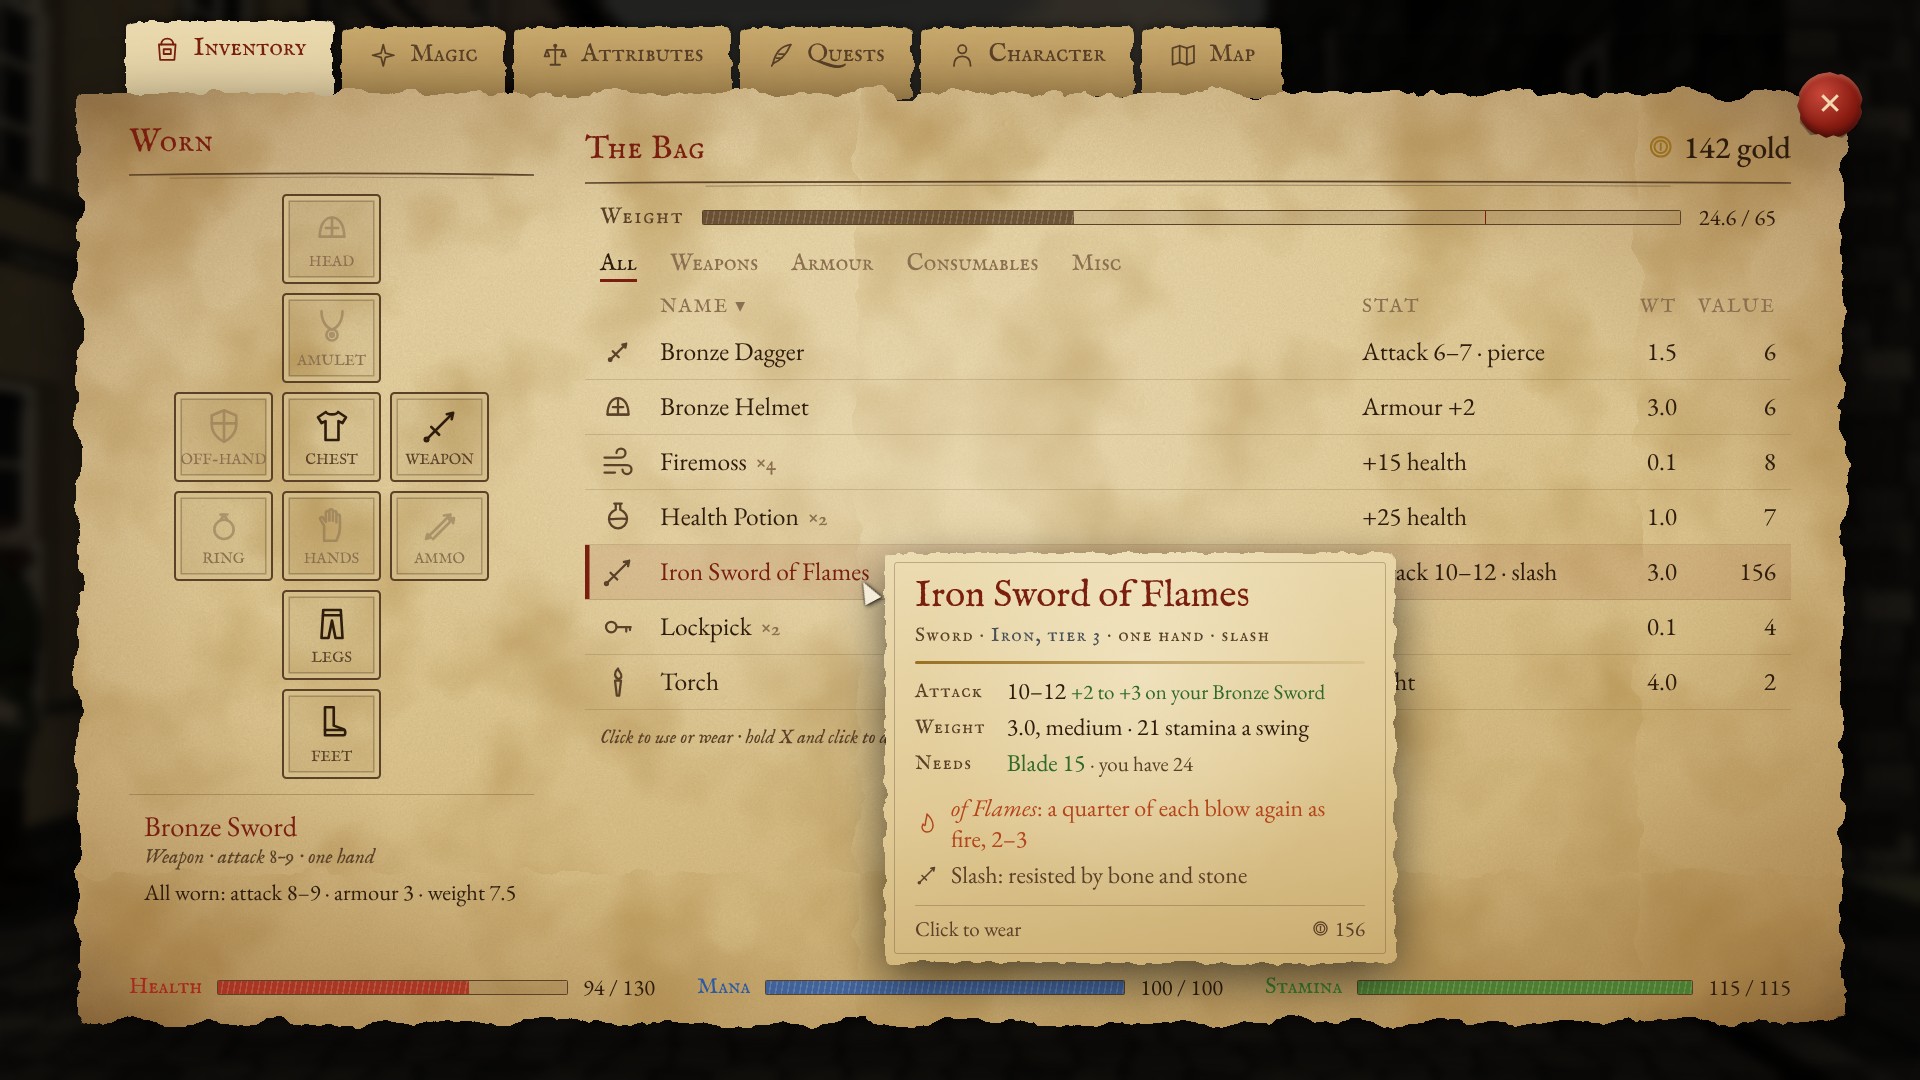 Inventory
Magic
Attributes
Quests
Character
Map
Worn
HEAD
AMULET
OFF-HAND
CHEST
WEAPON
RING
HANDS
AMMO
LEGS
FEET
Bronze Sword
Weapon · attack 8–9 · one hand
All worn: attack 8–9 · armour 3 · weight 7.5
The Bag
142 gold
Weight 24.6 / 65
All Weapons Armour Consumables Misc
NAME ▼ STAT WT VALUE
Bronze Dagger Attack 6–7 · pierce 1.5 6
Bronze Helmet Armour +2 3.0 6
Firemoss ×4 +15 health 0.1 8
Health Potion ×2 +25 health 1.0 7
Iron Sword of Flames ack 10–12 · slash 3.0 156
Lockpick ×2 0.1 4
Torch ht 4.0 2
Click to use or wear · hold X and click to
Iron Sword of Flames
Sword · Iron, tier 3 · one hand · slash
Attack 10–12 +2 to +3 on your Bronze Sword
Weight 3.0, medium · 21 stamina a swing
Needs Blade 15 · you have 24
of Flames: a quarter of each blow again as
fire, 2–3
Slash: resisted by bone and stone
Click to wear 156
Health 94 / 130 Mana 100 / 100 Stamina 115 / 115